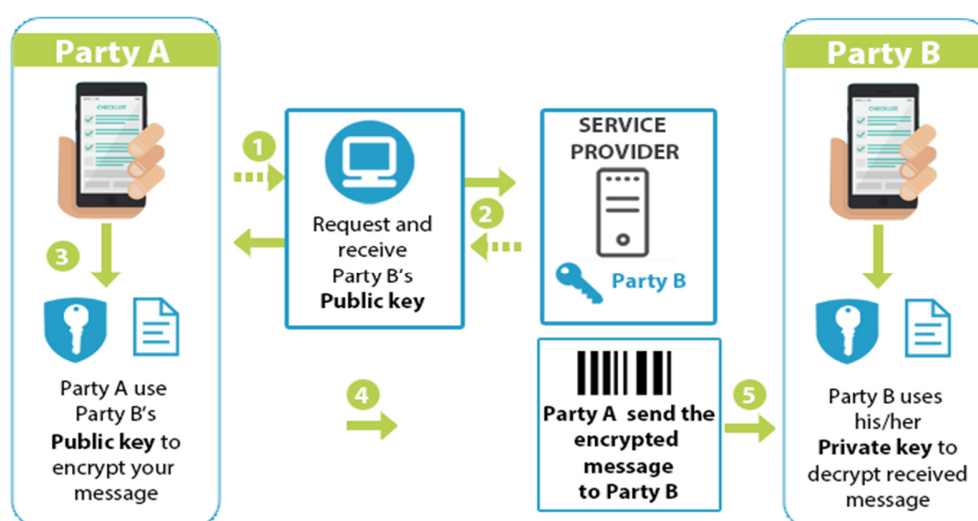 Party A
CHECKLIST
3
Party A use
Party B's
Public key to
encrypt your
message
1
Request and
receive
Party B's
Public key
2
SERVICE
PROVIDER
Party B
4
Party A send the
encrypted
message
to Party B
5
Party B
CHECKLIST
Party B uses
his/her
Private key to
decrypt received
message